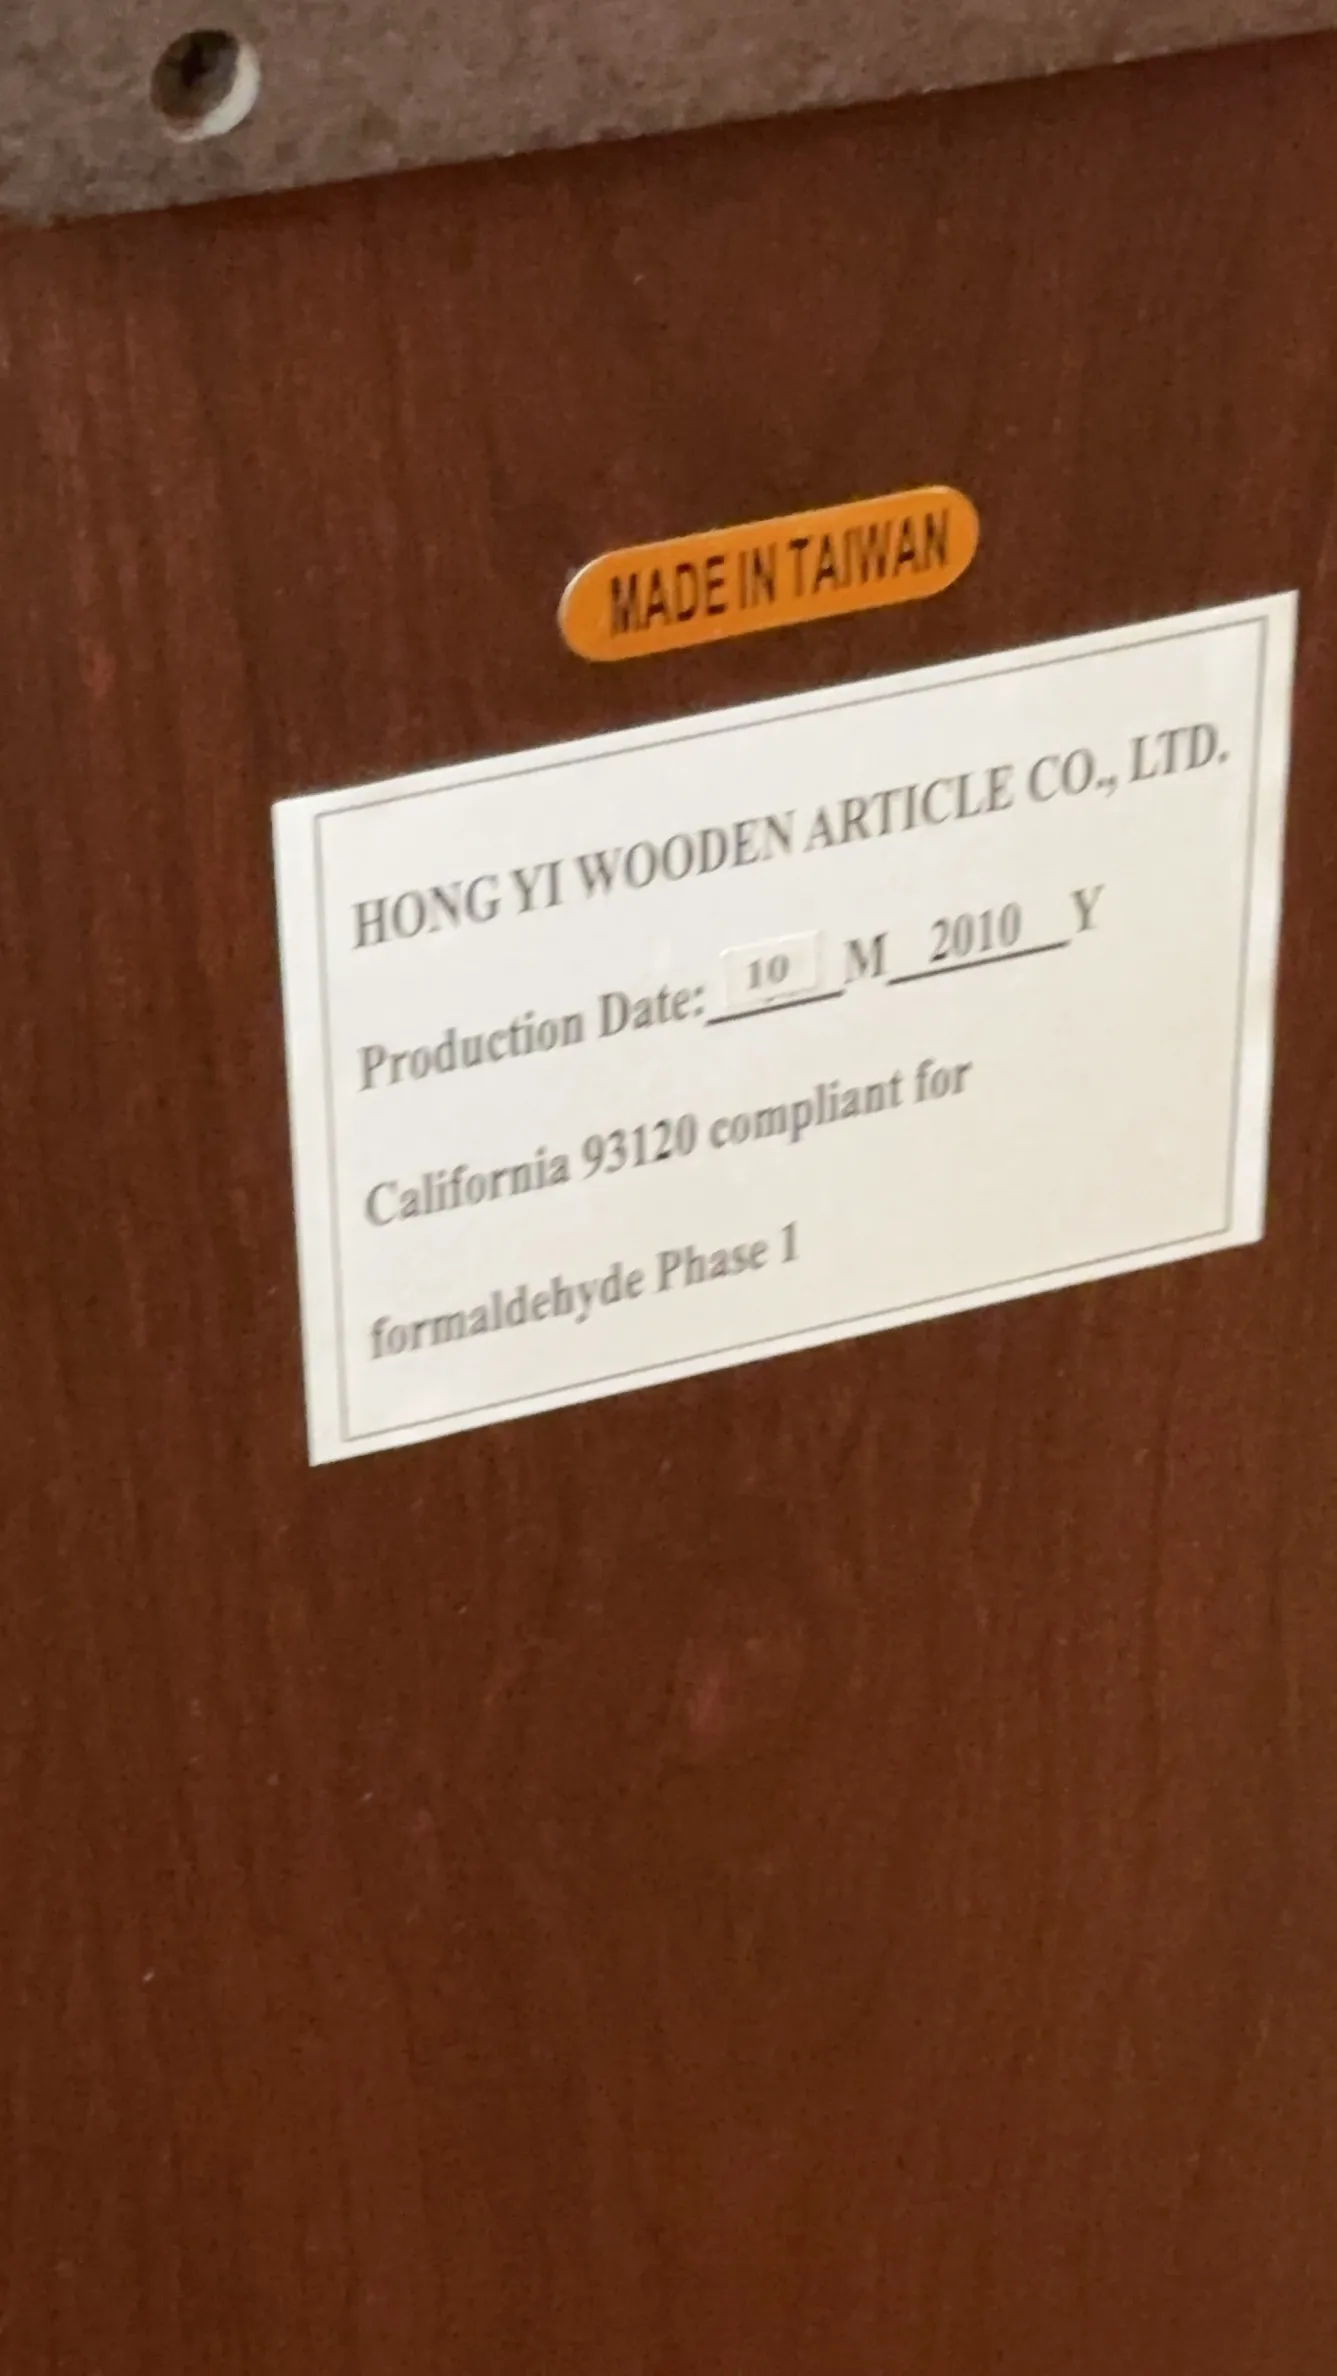 MADE IN TAIWAN
HONG YI WOODEN ARTICLE CO., LTD.
Production Date: 10 M 2010 Y
California 93120 compliant for
formaldehyde Phase 1